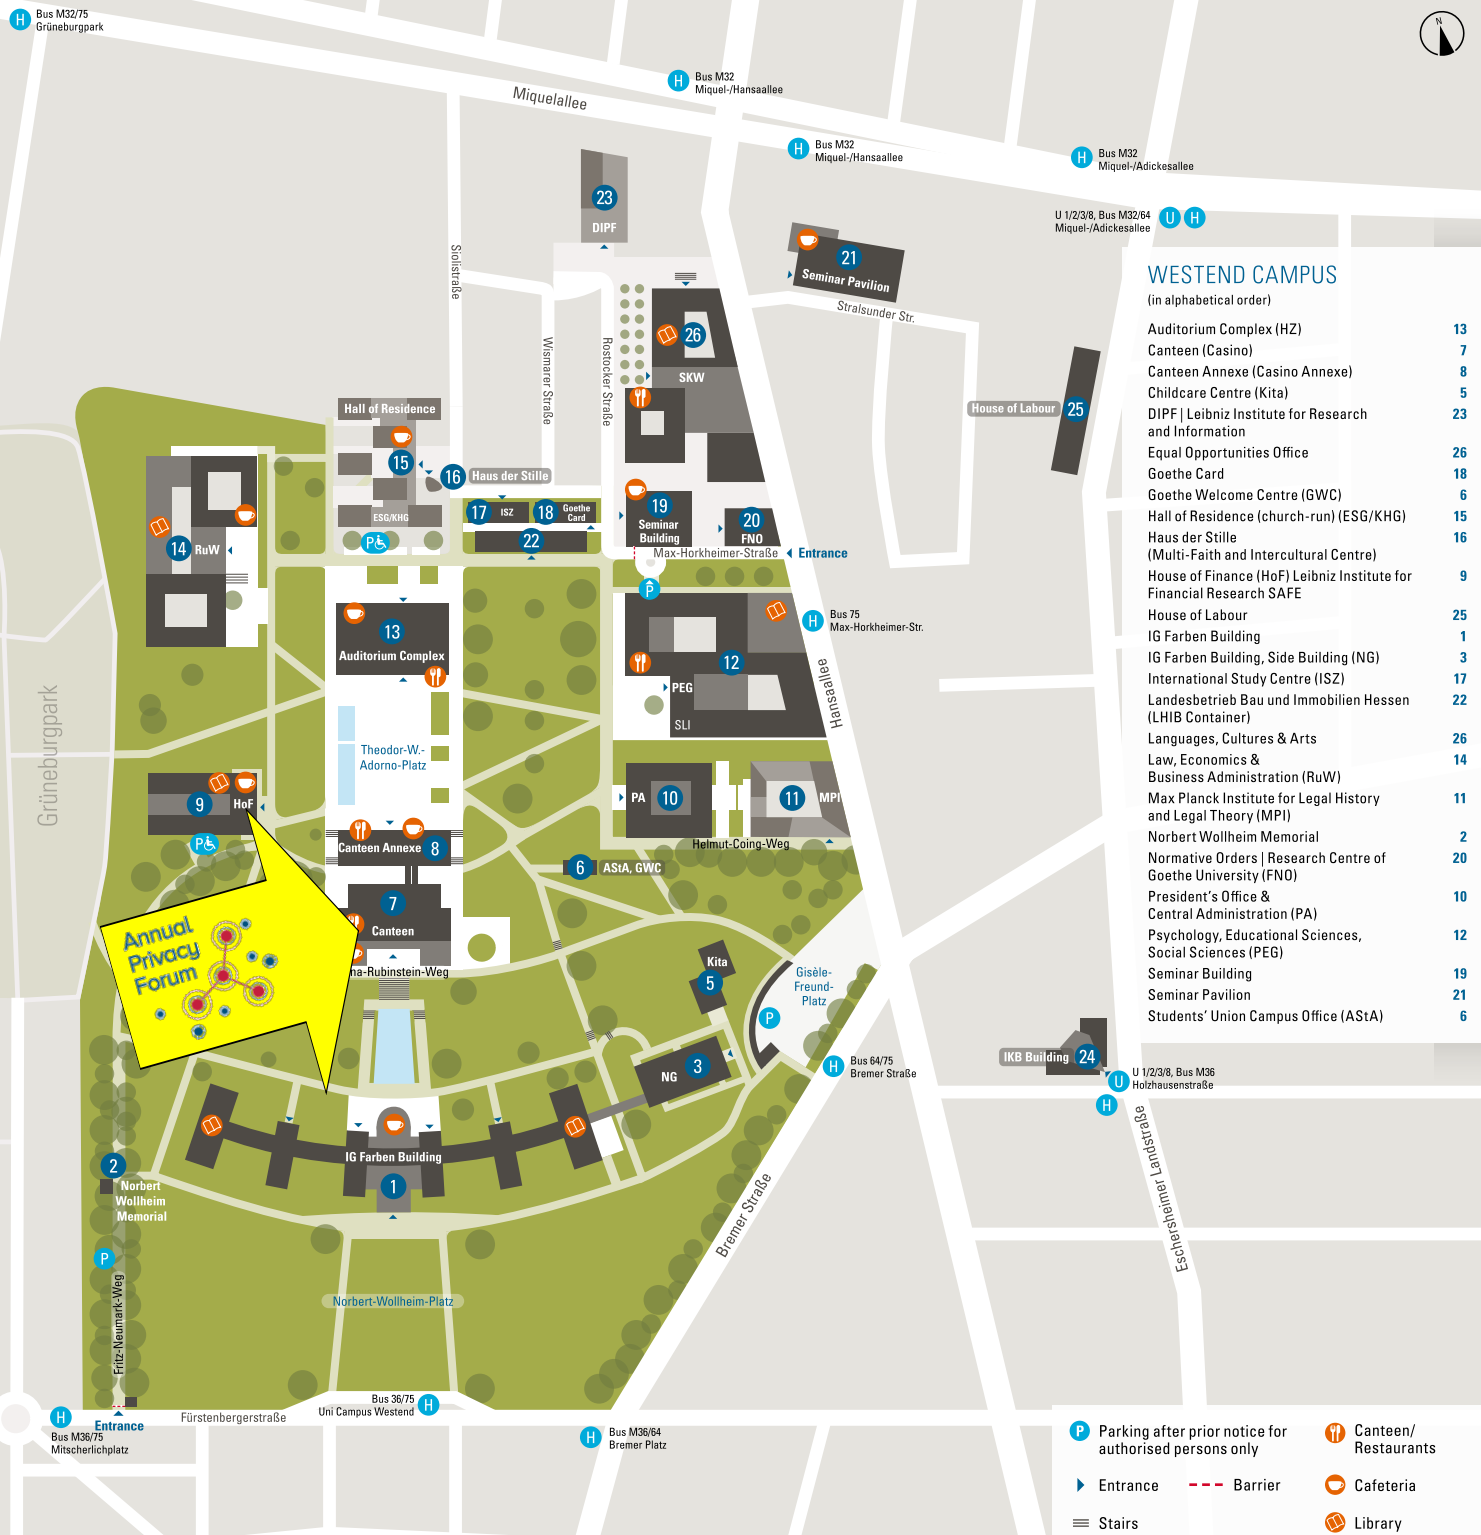 Bus M32/75
Grüneburgpark
N
Bus M32
Miquel-/Hansaallee
Miquelallee
Bus M32
Miquel-/Hansaallee
Bus M32
Miquel-/Adickesallee
U 1/2/3/8, Bus M32/64
Miquel-/Adickesallee
H
H
H
H
U
H
23
DIPF
21
Seminar Pavilion
Stralsunder Str.
Siolistraße
Wismarer Straße
Rostocker Straße
26
SKW
House of Labour
25
Hall of Residence
15
16
Haus der Stille
ESG/KHG
P
17
ISZ
18
Goethe
Card
22
19
Seminar
Building
20
FNO
Max-Horkheimer-Straße
Entrance
P
14
RuW
13
Auditorium Complex
Bus 75
Max-Horkheimer-Str.
H
12
PEG
SLI
Hansaallee
Grüneburgpark
Theodor-W.-
Adorno-Platz
9
HoF
P
PA
10
11
MPI
Helmut-Coing-Weg
Canteen Annexe
8
6
AStA, GWC
7
Canteen
na-Rubinstein-Weg
Annual
Privacy
Forum
Kita
5
Gisèle-
Freund-
Platz
P
NG
3
Bus 64/75
Bremer Straße
H
IKB Building
24
U 1/2/3/8, Bus M36
Holzhausenstraße
U
H
IG Farben Building
1
2
Norbert
Wollheim
Memorial
P
Fritz-Neumark-Weg
Bremer Straße
Eschersheimer Landstraße
Norbert-Wollheim-Platz
Entrance
Fürstenbergerstraße
H
Bus M36/75
Mitscherlichplatz
Bus 36/75
Uni Campus Westend
H
H
Bus M36/64
Bremer Platz
WESTEND CAMPUS
(in alphabetical order)
Auditorium Complex (HZ) 13
Canteen (Casino) 7
Canteen Annexe (Casino Annexe) 8
Childcare Centre (Kita) 5
DIPF | Leibniz Institute for Research 23
and Information
Equal Opportunities Office 26
Goethe Card 18
Goethe Welcome Centre (GWC) 6
Hall of Residence (church-run) (ESG/KHG) 15
Haus der Stille 16
(Multi-Faith and Intercultural Centre)
House of Finance (HoF) Leibniz Institute for 9
Financial Research SAFE
House of Labour 25
IG Farben Building 1
IG Farben Building, Side Building (NG) 3
International Study Centre (ISZ) 17
Landesbetrieb Bau und Immobilien Hessen 22
(LHIB Container)
Languages, Cultures & Arts 26
Law, Economics & 14
Business Administration (RuW)
Max Planck Institute for Legal History 11
and Legal Theory (MPI)
Norbert Wollheim Memorial 2
Normative Orders | Research Centre of 20
Goethe University (FNO)
President's Office & 10
Central Administration (PA)
Psychology, Educational Sciences, 12
Social Sciences (PEG)
Seminar Building 19
Seminar Pavilion 21
Students' Union Campus Office (AStA) 6
P
Parking after prior notice for
authorised persons only
Entrance
Barrier
Stairs
Canteen/
Restaurants
Cafeteria
Library